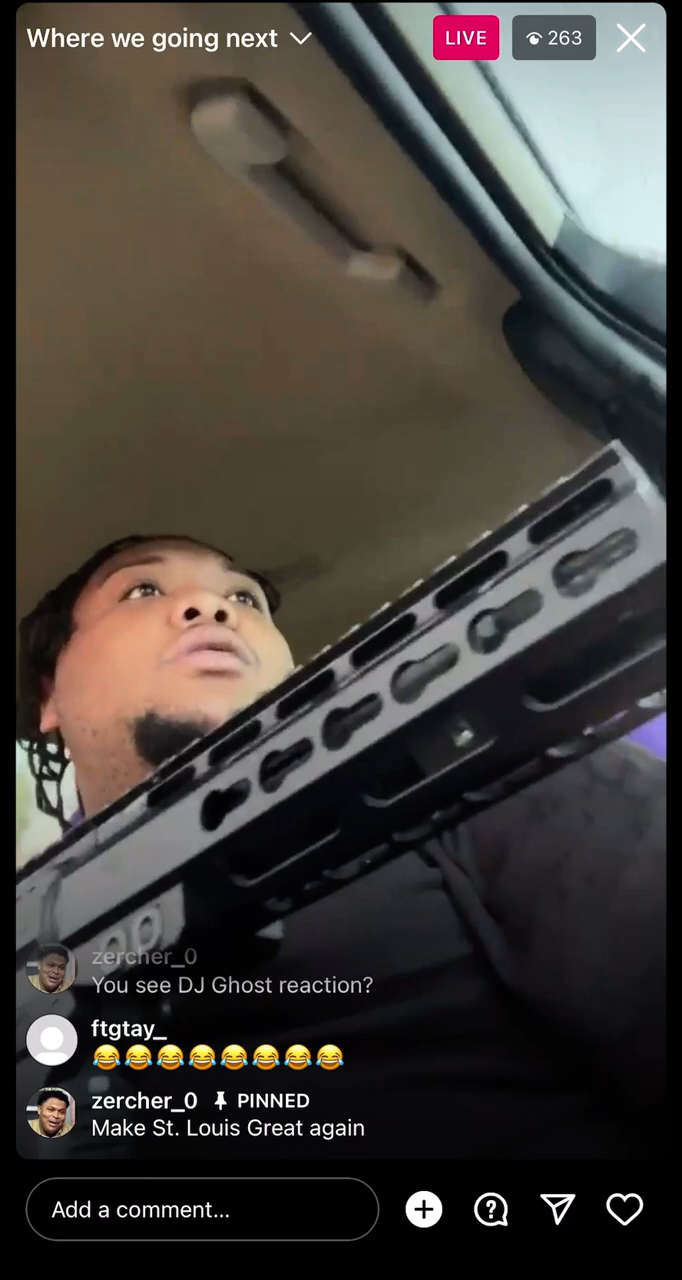 Where we going next
LIVE
263
zercher_0
You see DJ Ghost reaction?
ftgtay_
😂😂😂😂😂😂😂😂
zercher_0 PINNED
Make St. Louis Great again
Add a comment...